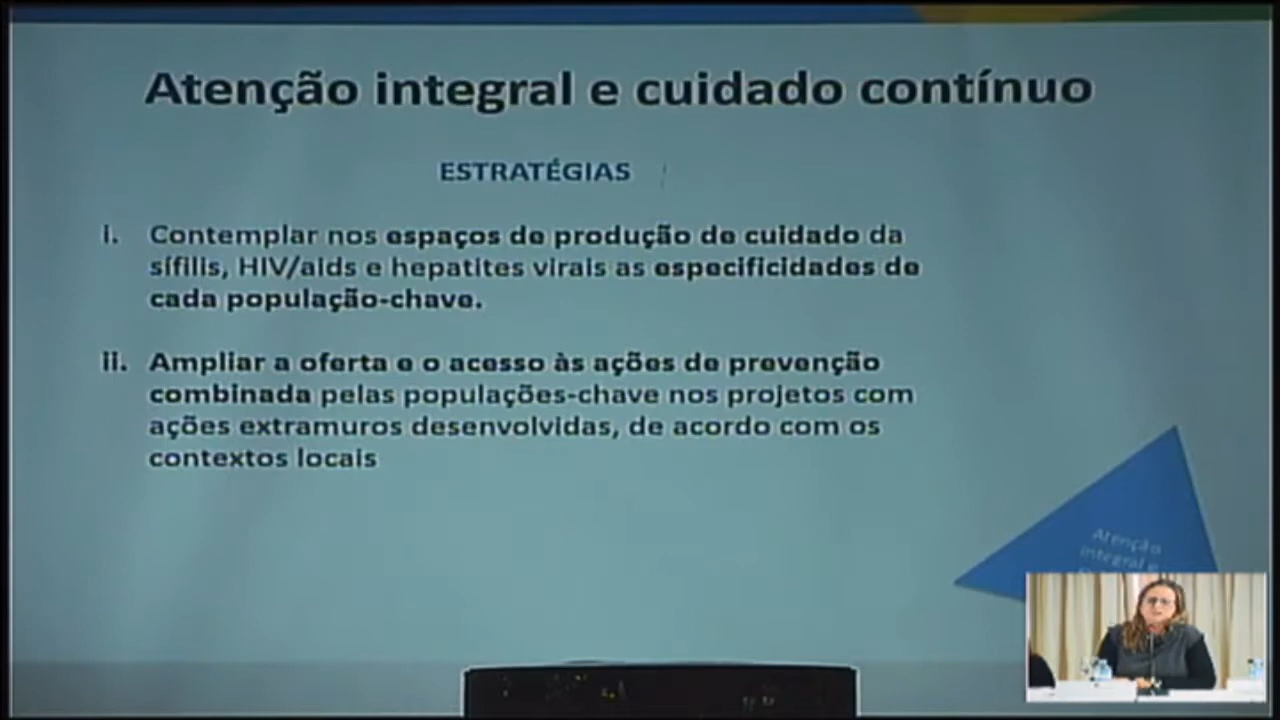 Atenção integral e cuidado contínuo
ESTRATÉGIAS
i. Contemplar nos espaços de produção de cuidado da
sífilis, HIV/aids e hepatites virais as especificidades de
cada população-chave.
ii. Ampliar a oferta e o acesso às ações de prevenção
combinada pelas populações-chave nos projetos com
ações extramuros desenvolvidas, de acordo com os
contextos locais
Atenção
integral e